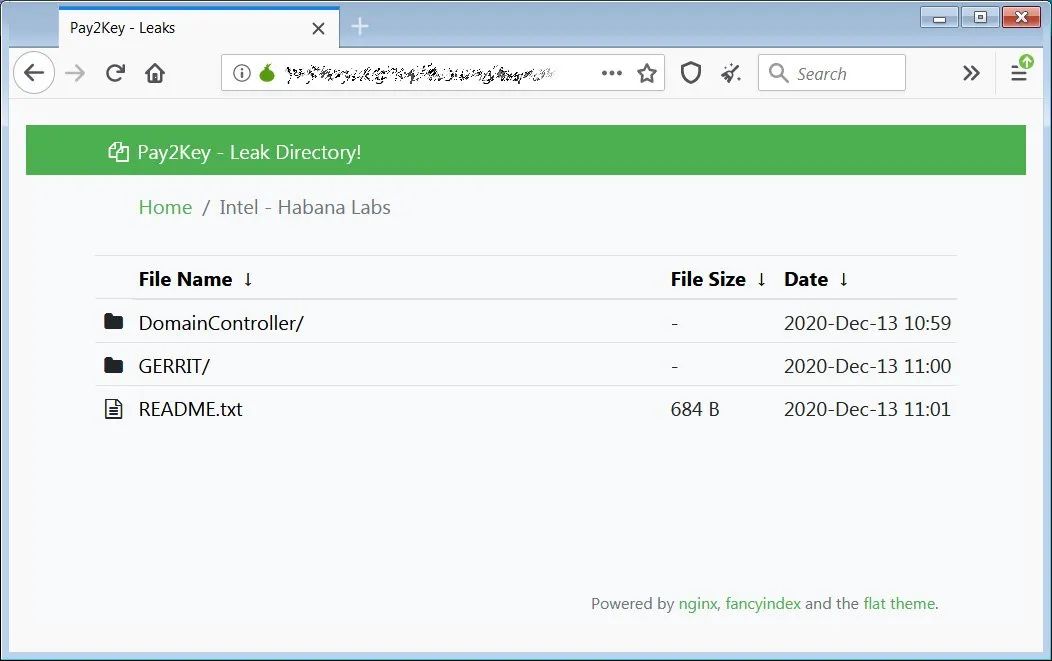 Pay2Key - Leaks
Search
Pay2Key - Leak Directory!
Home / Intel - Habana Labs
File Name ↓ File Size ↓ Date ↓
DomainController/ - 2020-Dec-13 10:59
GERRIT/ - 2020-Dec-13 11:00
README.txt 684 B 2020-Dec-13 11:01
Powered by nginx, fancyindex and the flat theme.